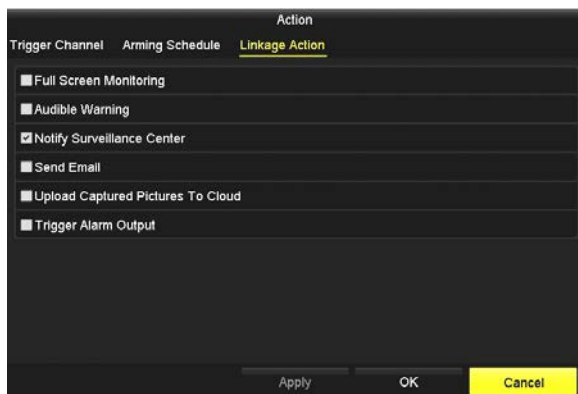 Action
Trigger Channel Arming Schedule Linkage Action
Full Screen Monitoring
Audible Warning
Notify Surveillance Center
Send Email
Upload Captured Pictures To Cloud
Trigger Alarm Output
Apply OK Cancel